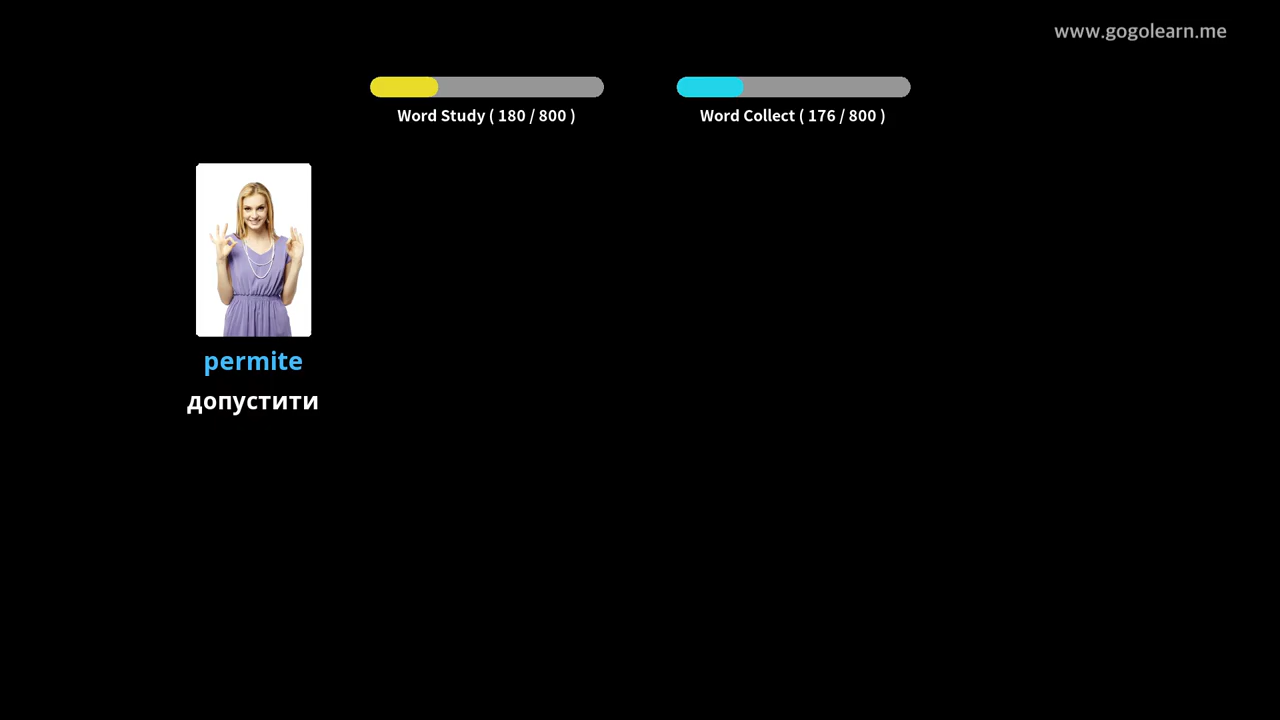 www.gogolearn.me
Word Study ( 180 / 800 )
Word Collect ( 176 / 800 )
permite
допустити